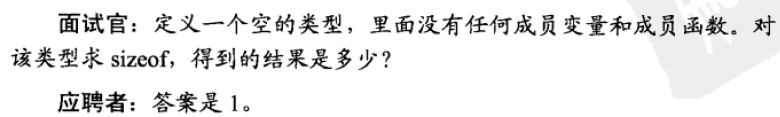 面试官：定义一个空的类型，里面没有任何成员变量和成员函数。对
该类型求 sizeof，得到的结果是多少？
应聘者：答案是 1。